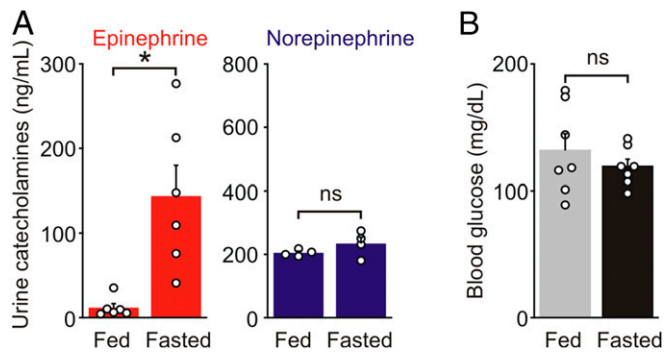 A
B
Epinephrine
Norepinephrine
Urine catecholamines (ng/mL)
300
200
100
0
*
Fed Fasted
800
600
400
200
0
ns
Fed Fasted
Blood glucose (mg/dL)
200
100
0
ns
Fed Fasted